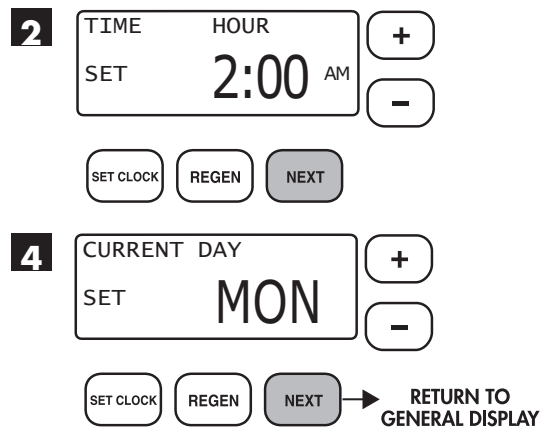 2
TIME HOUR
SET 2:00 AM
+
−
SET CLOCK REGEN NEXT
4
CURRENT DAY
SET MON
+
−
SET CLOCK REGEN NEXT RETURN TO
GENERAL DISPLAY